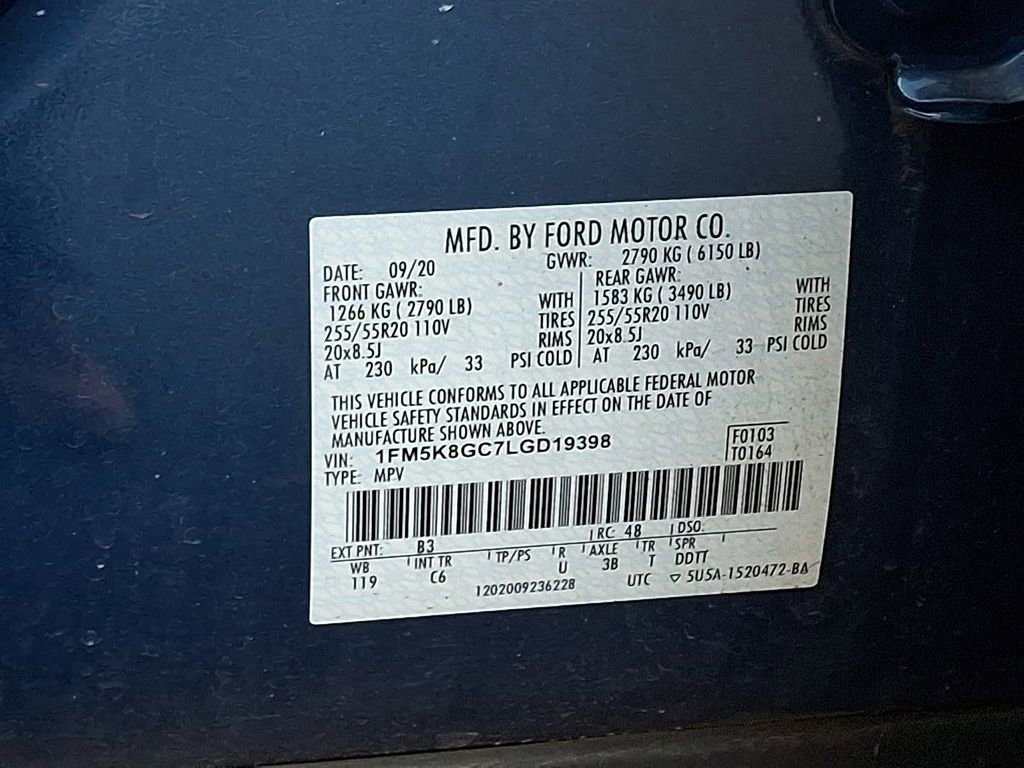 MFD. BY FORD MOTOR CO.
DATE: 09/20 GVWR: 2790 KG ( 6150 LB)
FRONT GAWR: REAR GAWR:
1266 KG ( 2790 LB) WITH 1583 KG ( 3490 LB) WITH
255/55R20 110V TIRES 255/55R20 110V TIRES
20x8.5J RIMS 20x8.5J RIMS
AT 230 kPa/ 33 PSI COLD AT 230 kPa/ 33 PSI COLD
THIS VEHICLE CONFORMS TO ALL APPLICABLE FEDERAL MOTOR
VEHICLE SAFETY STANDARDS IN EFFECT ON THE DATE OF
MANUFACTURE SHOWN ABOVE.
VIN: 1FM5K8GC7LGD19398 F0103
TYPE: MPV T0164
EXT PNT: B3 RC: 48 DSO:
WB INT TR TP/PS R AXLE TR SPR
119 C6 U 3B T DDTT
1202009236228 UTC ▽ 5U5A-1520472-BA